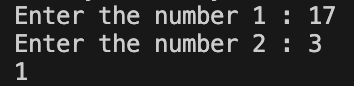 Enter the number 1 : 17
Enter the number 2 : 3
1